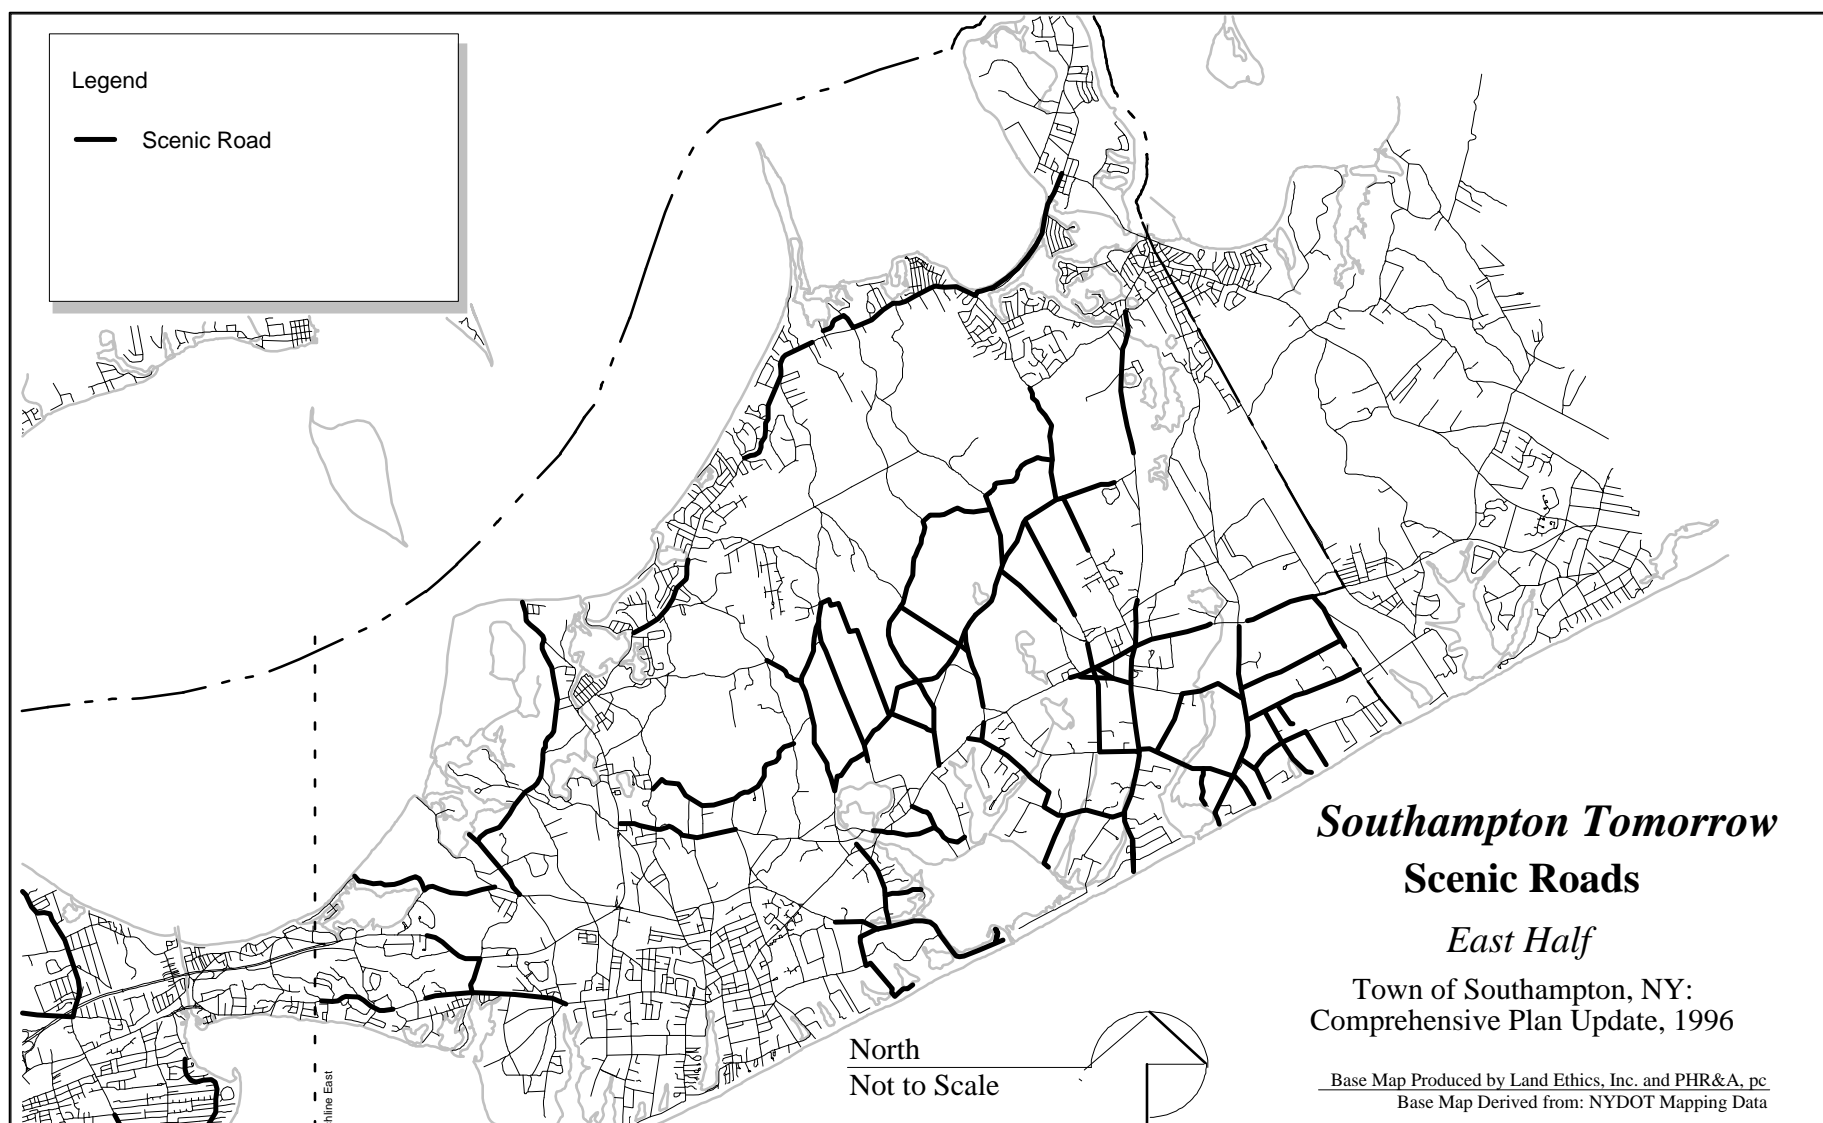 Legend
Scenic Road
Southampton Tomorrow
Scenic Roads
East Half
Town of Southampton, NY:
Comprehensive Plan Update, 1996
North
Not to Scale
Base Map Produced by Land Ethics, Inc. and PHR&A, pc
Base Map Derived from: NYDOT Mapping Data
hline East